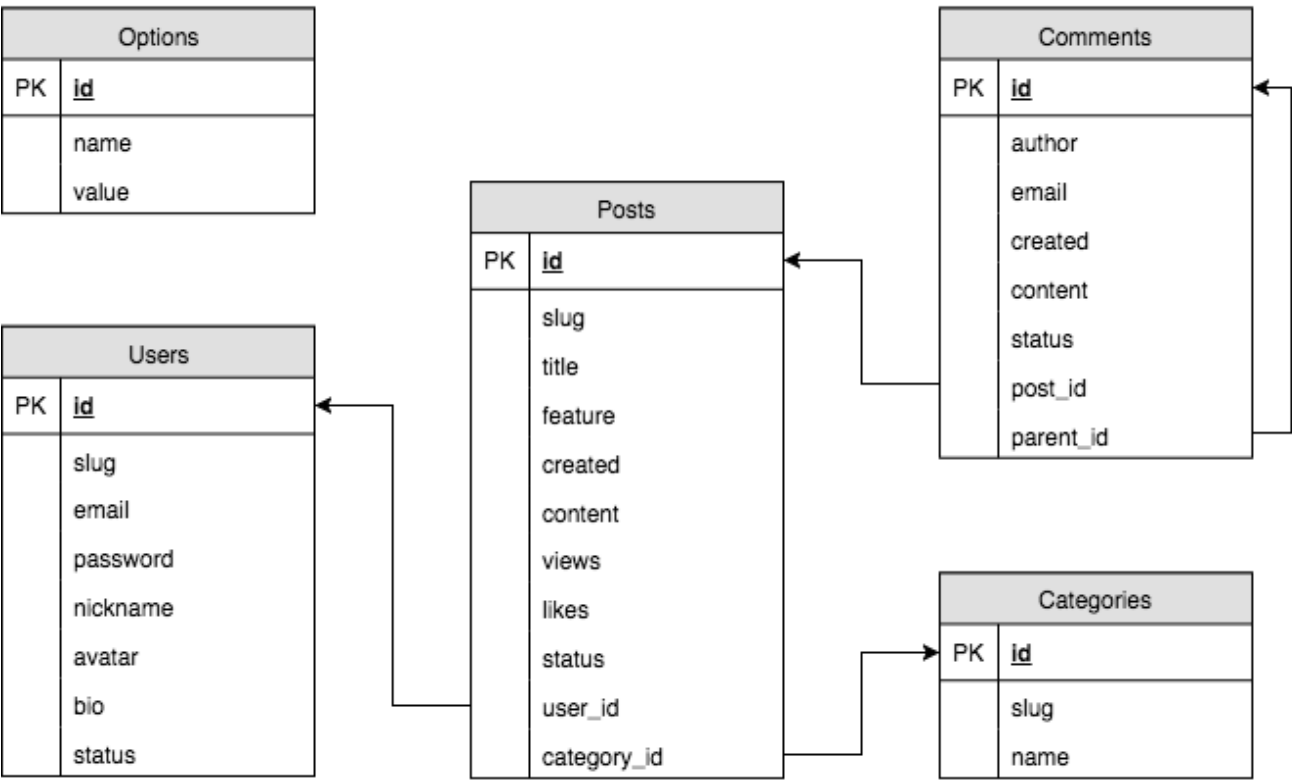 Options
PK id
name
value
Users
PK id
slug
email
password
nickname
avatar
bio
status
Posts
PK id
slug
title
feature
created
content
views
likes
status
user_id
category_id
Comments
PK id
author
email
created
content
status
post_id
parent_id
Categories
PK id
slug
name